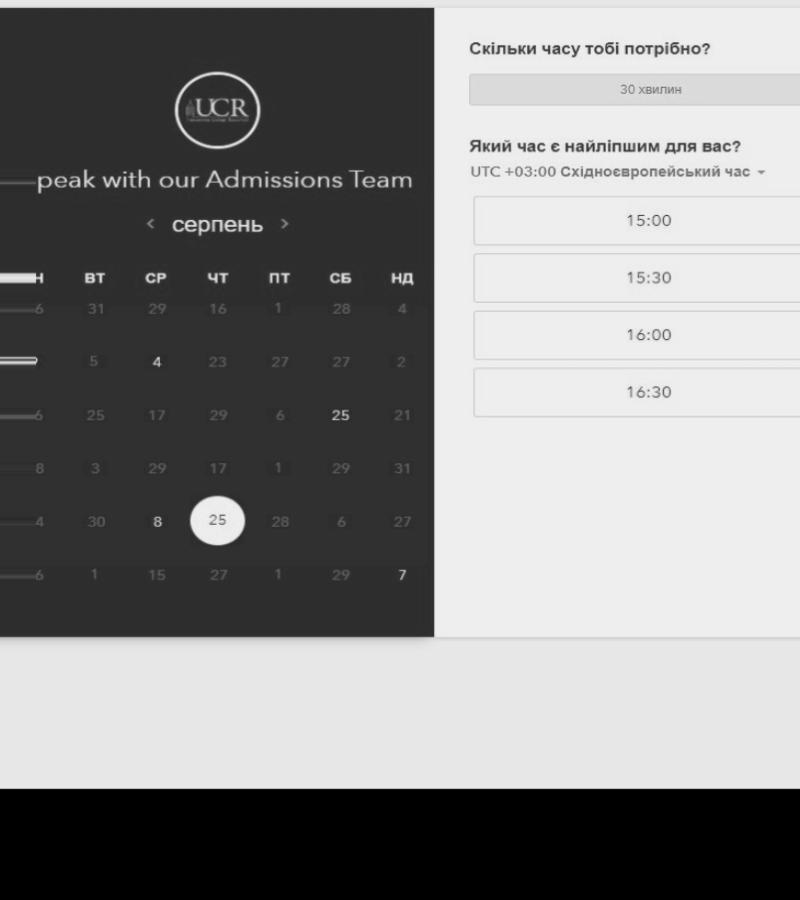 UCR
peak with our Admissions Team
< серпень >
Н ВТ СР ЧТ ПТ СБ НД
6 31 29 16 1 28 4
5 4 23 27 27 2
6 25 17 29 6 25 21
8 3 29 17 1 29 31
4 30 8 25 28 6 27
6 1 15 27 1 29 7
Скільки часу тобі потрібно?
30 хвилин
Який час є найліпшим для вас?
UTC +03:00 Східноєвропейський час
15:00
15:30
16:00
16:30